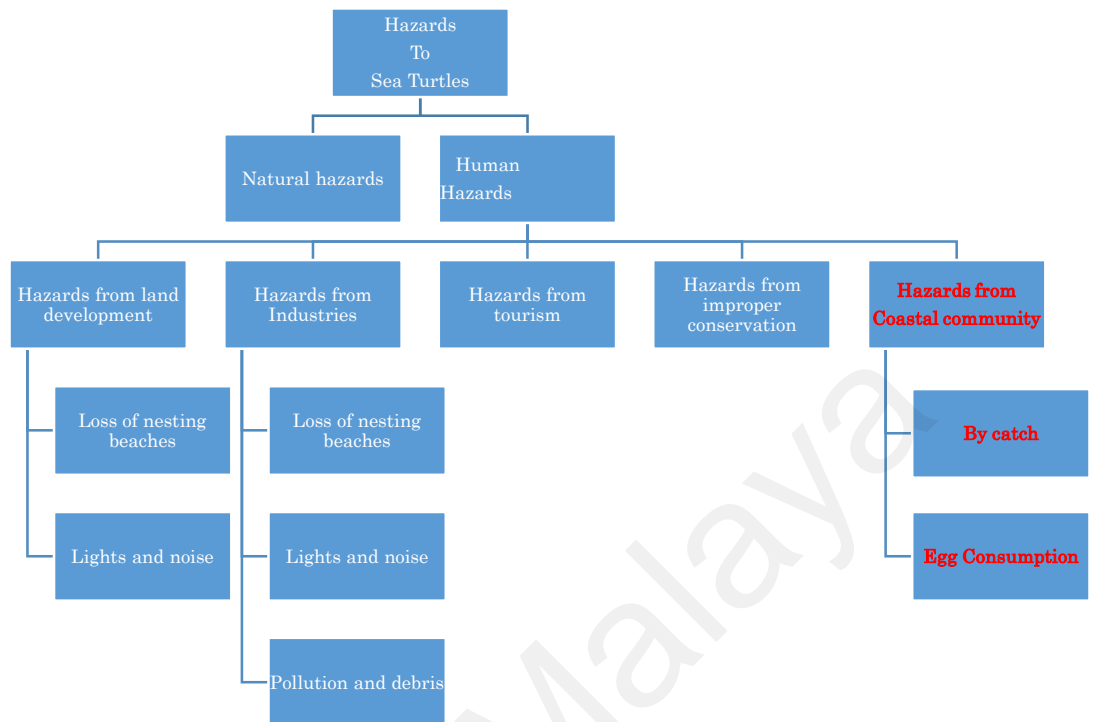 Hazards
To
Sea Turtles
Natural hazards
Human
Hazards
Hazards from land
development
Hazards from
Industries
Hazards from
tourism
Hazards from
improper
conservation
Hazards from
Coastal community
Loss of nesting
beaches
Loss of nesting
beaches
By catch
Lights and noise
Lights and noise
Egg Consumption
Pollution and debris
Malaya